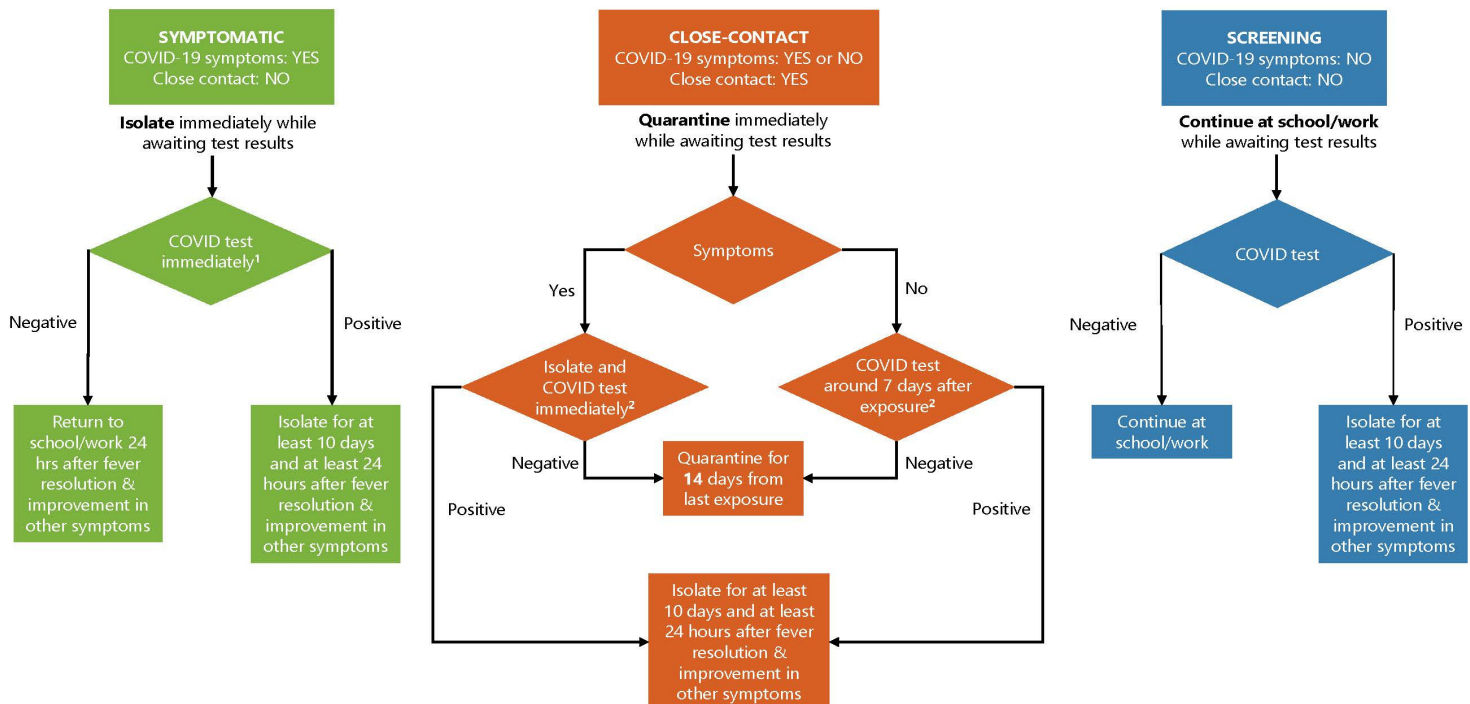 SYMPTOMATIC
COVID-19 symptoms: YES
Close contact: NO
Isolate immediately while
awaiting test results
COVID test
immediately¹
Negative
Positive
Return to
school/work 24
hrs after fever
resolution &
improvement in
other symptoms
Isolate for at
least 10 days
and at least 24
hours after fever
resolution &
improvement in
other symptoms
CLOSE-CONTACT
COVID-19 symptoms: YES or NO
Close contact: YES
Quarantine immediately
while awaiting test results
Symptoms
Yes
No
Isolate and
COVID test
immediately²
COVID test
around 7 days after
exposure²
Negative
Negative
Quarantine for
14 days from
last exposure
Positive
Positive
Isolate for at least
10 days and at least
24 hours after fever
resolution &
improvement in
other symptoms
SCREENING
COVID-19 symptoms: NO
Close contact: NO
Continue at school/work
while awaiting test results
COVID test
Negative
Positive
Continue at
school/work
Isolate for at
least 10 days
and at least 24
hours after fever
resolution &
improvement in
other symptoms